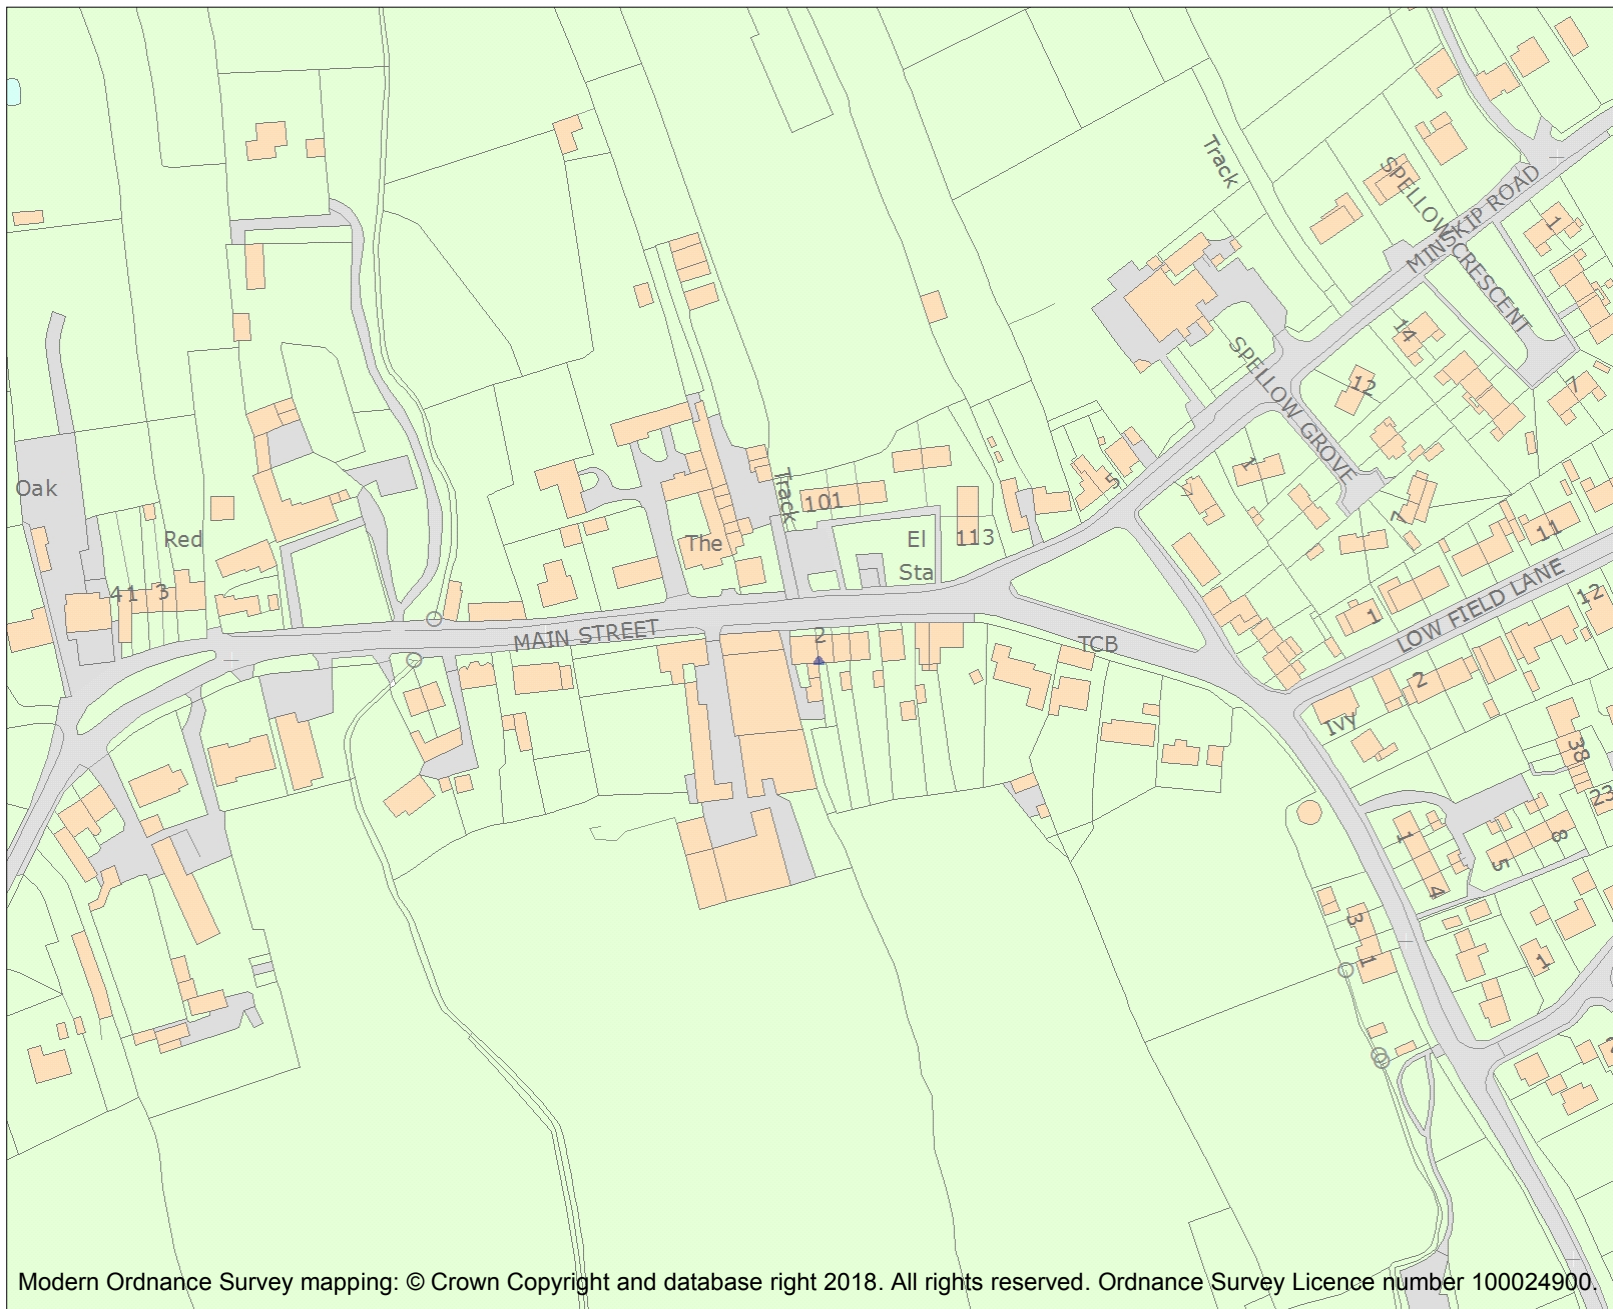 Track
SPELLOW CRESCENT
MINSKIP ROAD
1
14
12
7
SPELLOW GROVE
Oak
Red
41
3
The
Track
101
El
Sta
113
5
1
7
7
11
LOW FIELD LANE
12
1
2
MAIN STREET
2
TCB
Ivy
38
23
1
4
5
8
3
1
1
Modern Ordnance Survey mapping: © Crown Copyright and database right 2018. All rights reserved. Ordnance Survey Licence number 100024900.